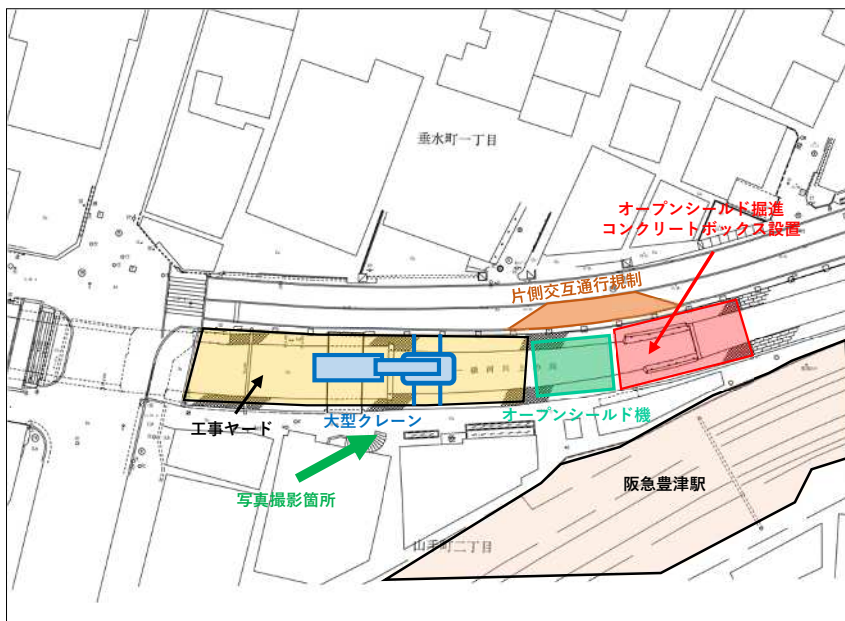 垂水町一丁目
オープンシールド掘進
コンクリートボックス設置
片側交互通行規制
工事ヤード
大型クレーン
オープンシールド機
写真撮影箇所
阪急豊津駅
山手町二丁目